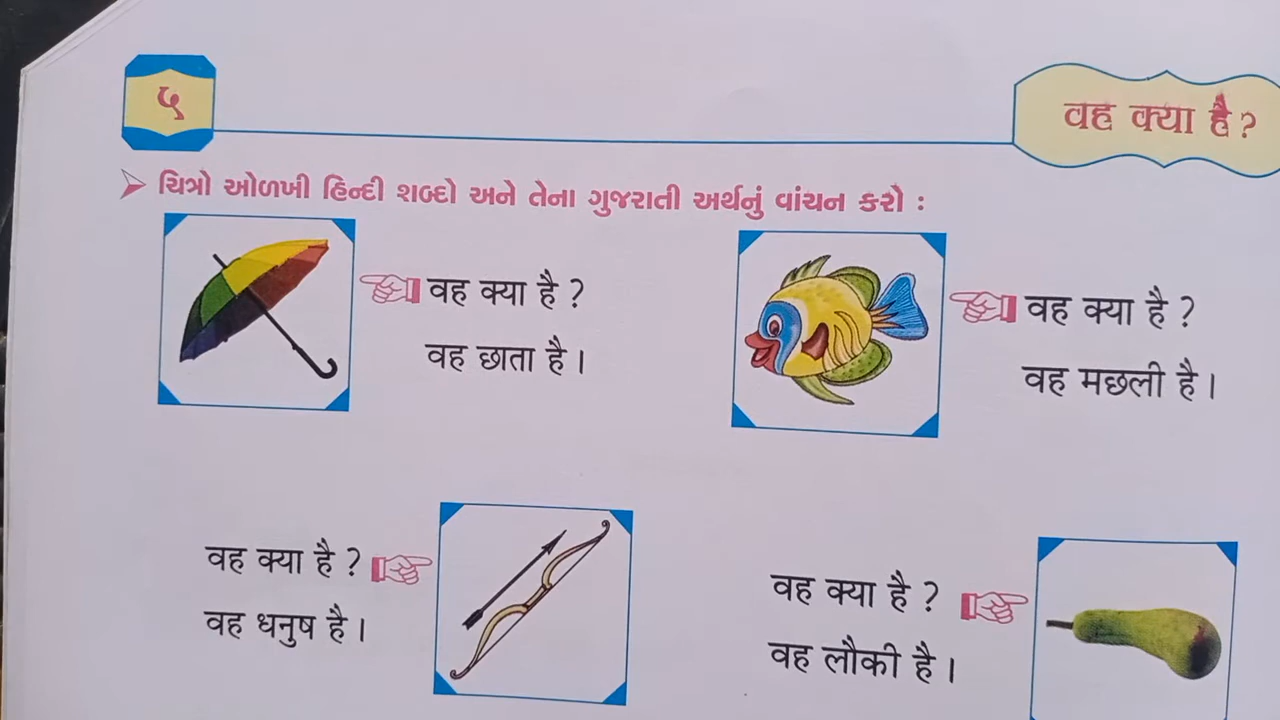 ૫
वह क्या है?
ચિત્રો ઓળખી હિન્દી શબ્દો અને તેના ગુજરાતી અર્થનું વાંચન કરો :
वह क्या है ?
वह छाता है ।
वह क्या है ?
वह मछली है ।
वह क्या है ?
वह धनुष है ।
वह क्या है ?
वह लौकी है ।